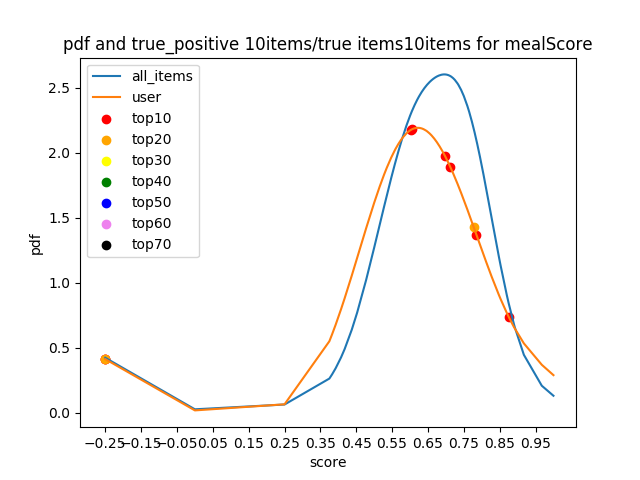 pdf and true_positive 10items/true items10items for mealScore
all_items
user
top10
top20
top30
top40
top50
top60
top70
2.5
2.0
1.5
1.0
0.5
0.0
pdf
−0.25 −0.15 −0.05 0.05 0.15 0.25 0.35 0.45 0.55 0.65 0.75 0.85 0.95
score